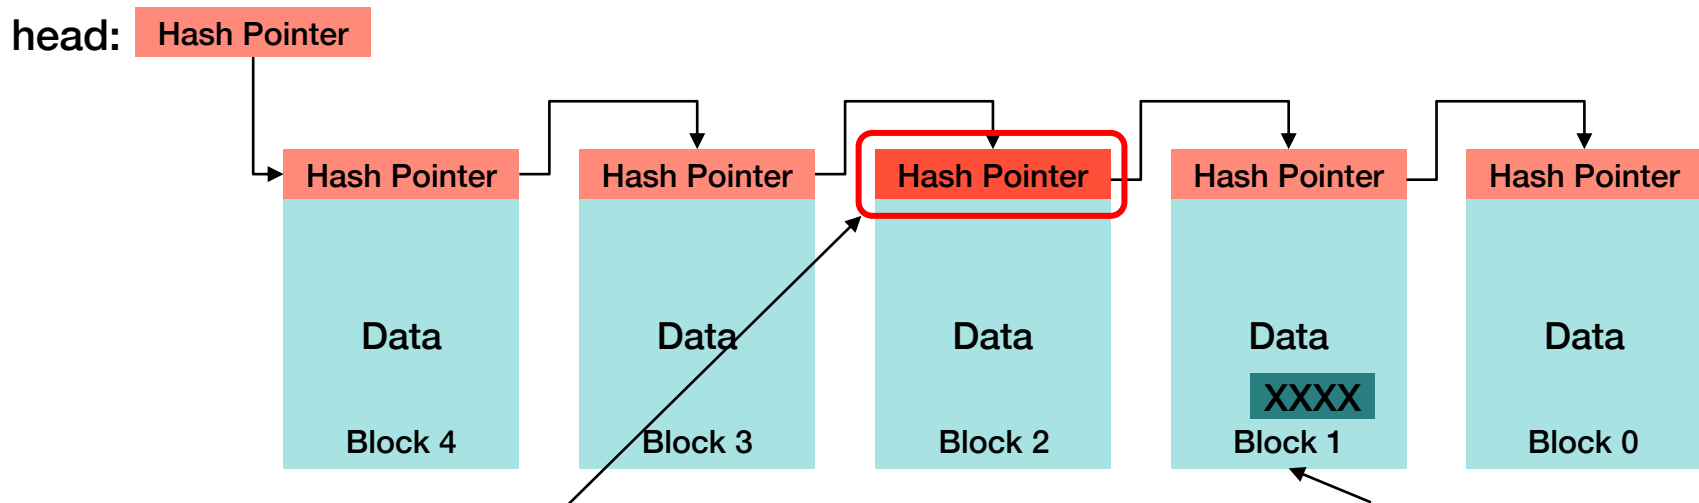 head: Hash Pointer
Hash Pointer Hash Pointer Hash Pointer Hash Pointer Hash Pointer
Data Data Data Data Data
XXXX
Block 4 Block 3 Block 2 Block 1 Block 0